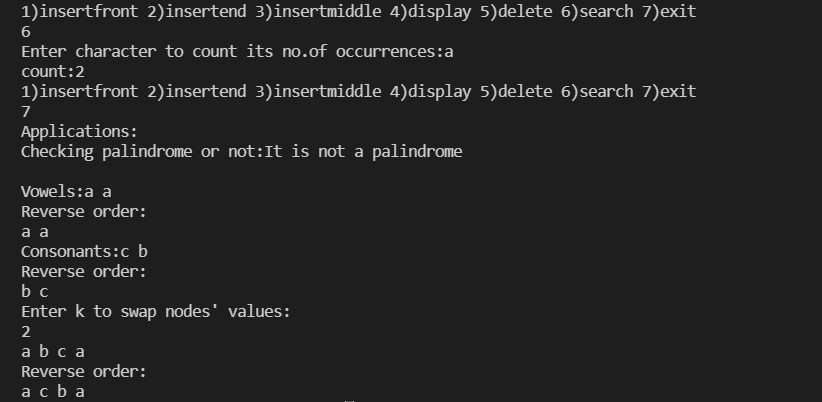 1)insertfront 2)insertend 3)insertmiddle 4)display 5)delete 6)search 7)exit
6
Enter character to count its no.of occurrences:a
count:2
1)insertfront 2)insertend 3)insertmiddle 4)display 5)delete 6)search 7)exit
7
Applications:
Checking palindrome or not:It is not a palindrome

Vowels:a a
Reverse order:
a a
Consonants:c b
Reverse order:
b c
Enter k to swap nodes' values:
2
a b c a
Reverse order:
a c b a